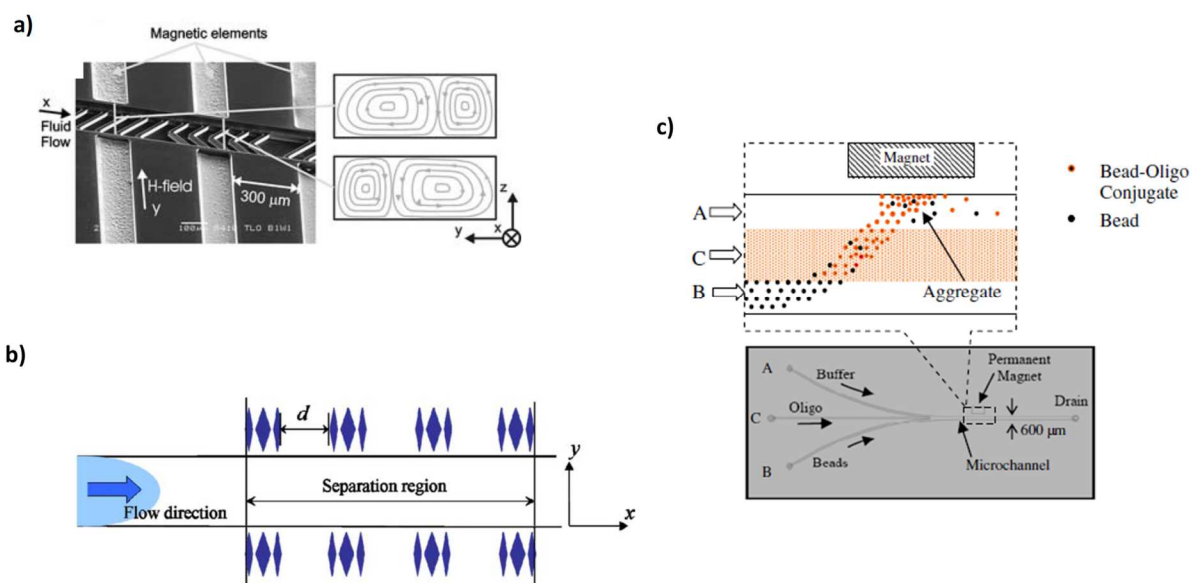 a)
Magnetic elements
x
Fluid
Flow
H-field
y
300 μm
z
y
x
b)
d
y
Separation region
Flow direction
x
c)
Magnet
Bead-Oligo
Conjugate
Bead
A
C
B
Aggregate
A
Buffer
Permanent
Magnet
Drain
C
Oligo
600 μm
Microchannel
B
Beads